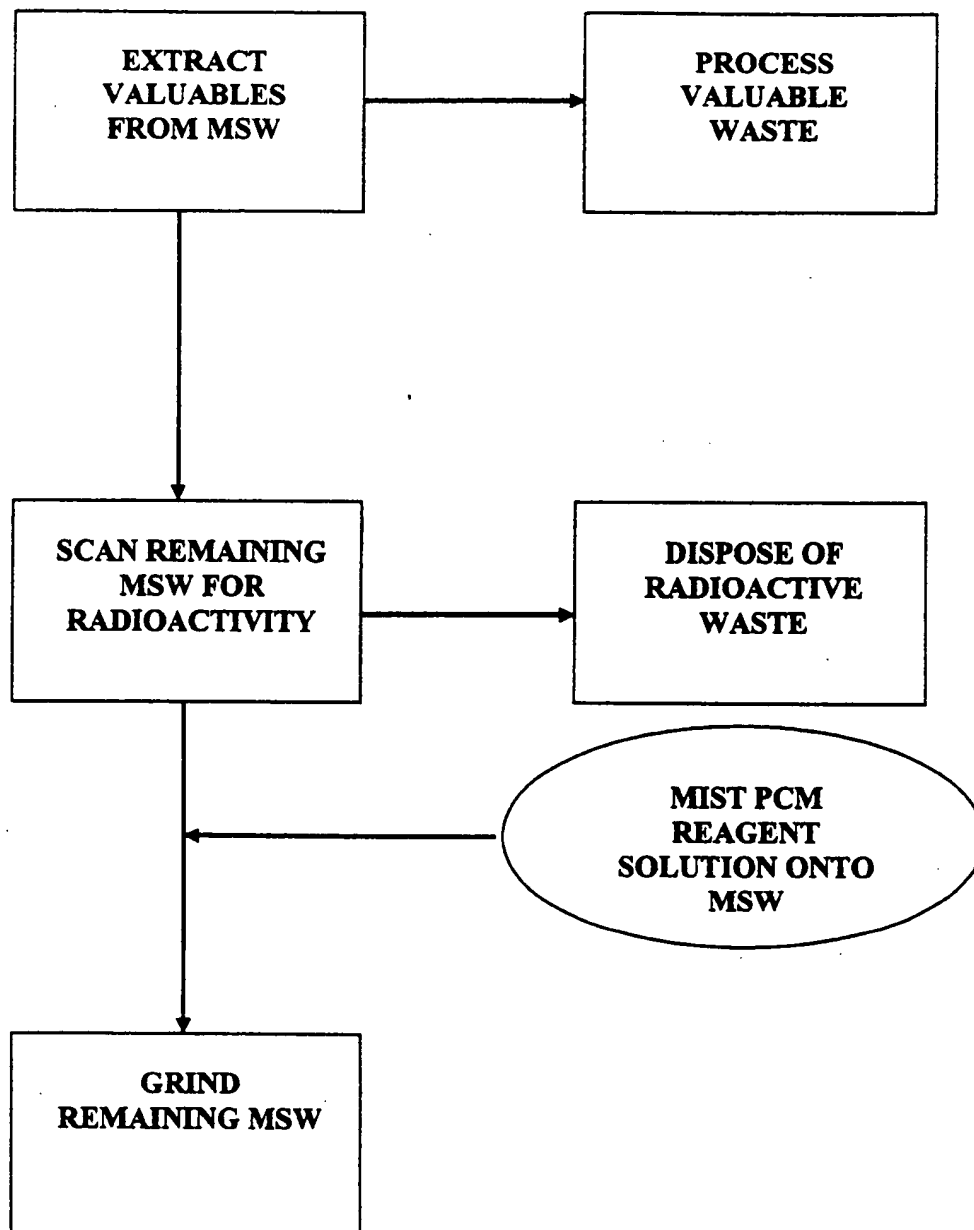 EXTRACT
VALUABLES
FROM MSW
PROCESS
VALUABLE
WASTE
SCAN REMAINING
MSW FOR
RADIOACTIVITY
DISPOSE OF
RADIOACTIVE
WASTE
MIST PCM
REAGENT
SOLUTION ONTO
MSW
GRIND
REMAINING MSW